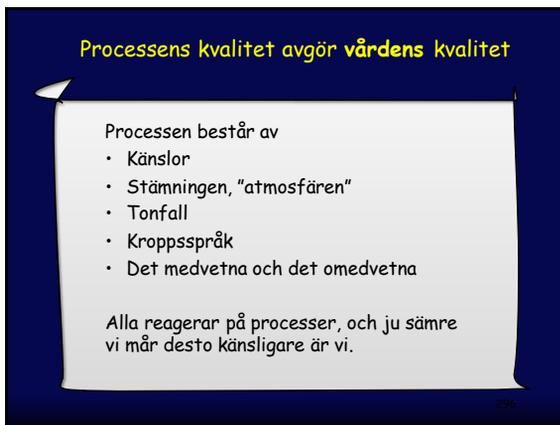 Processens kvalitet avgör vårdens kvalitet
Processen består av
• Känslor
• Stämningen, ”atmosfären”
• Tonfall
• Kroppsspråk
• Det medvetna och det omedvetna
Alla reagerar på processer, och ju sämre
vi mår desto känsligare är vi.
296